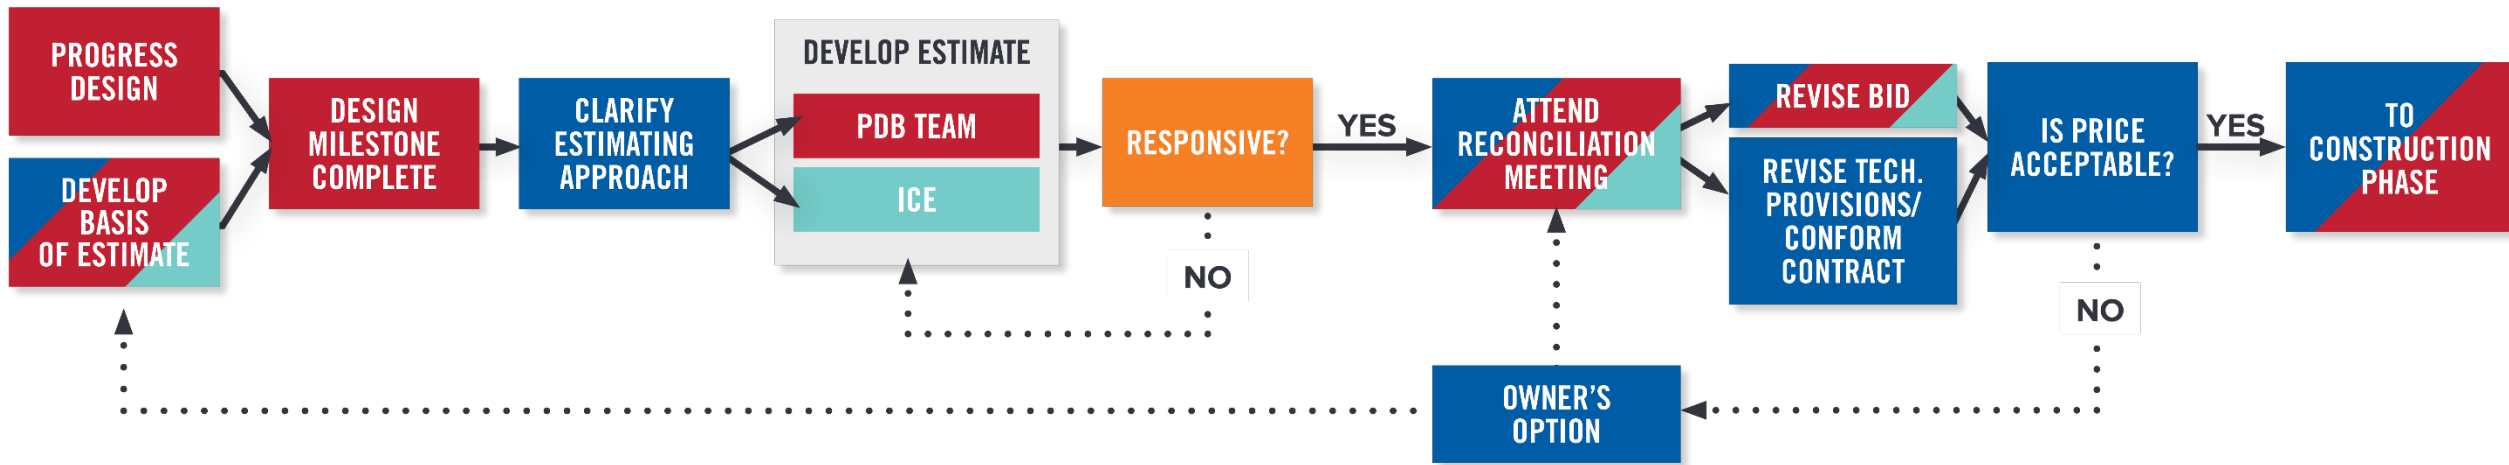 PROGRESS
DESIGN
DEVELOP
BASIS
OF ESTIMATE
DESIGN
MILESTONE
COMPLETE
CLARIFY
ESTIMATING
APPROACH
DEVELOP ESTIMATE
PDB TEAM
ICE
RESPONSIVE?
YES
NO
ATTEND
RECONCILIATION
MEETING
REVISE BID
REVISE TECH.
PROVISIONS/
CONFORM
CONTRACT
IS PRICE
ACCEPTABLE?
YES
NO
TO
CONSTRUCTION
PHASE
OWNER’S
OPTION